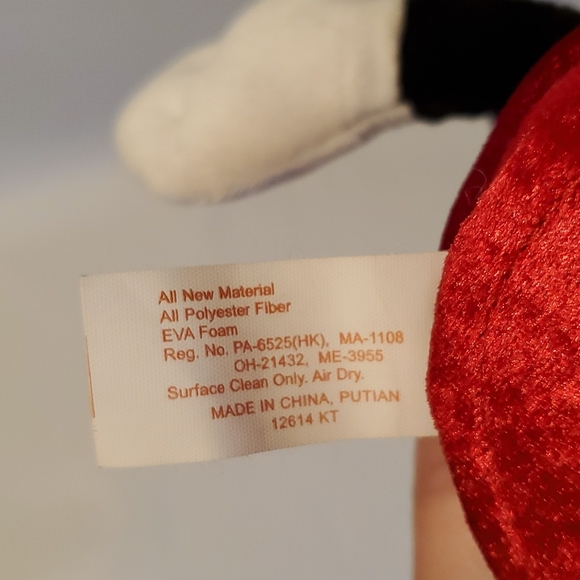 All New Material
All Polyester Fiber
EVA Foam
Reg. No. PA-6525(HK), MA-1108
OH-21432, ME-3955
Surface Clean Only. Air Dry.
MADE IN CHINA, PUTIAN
12614 KT